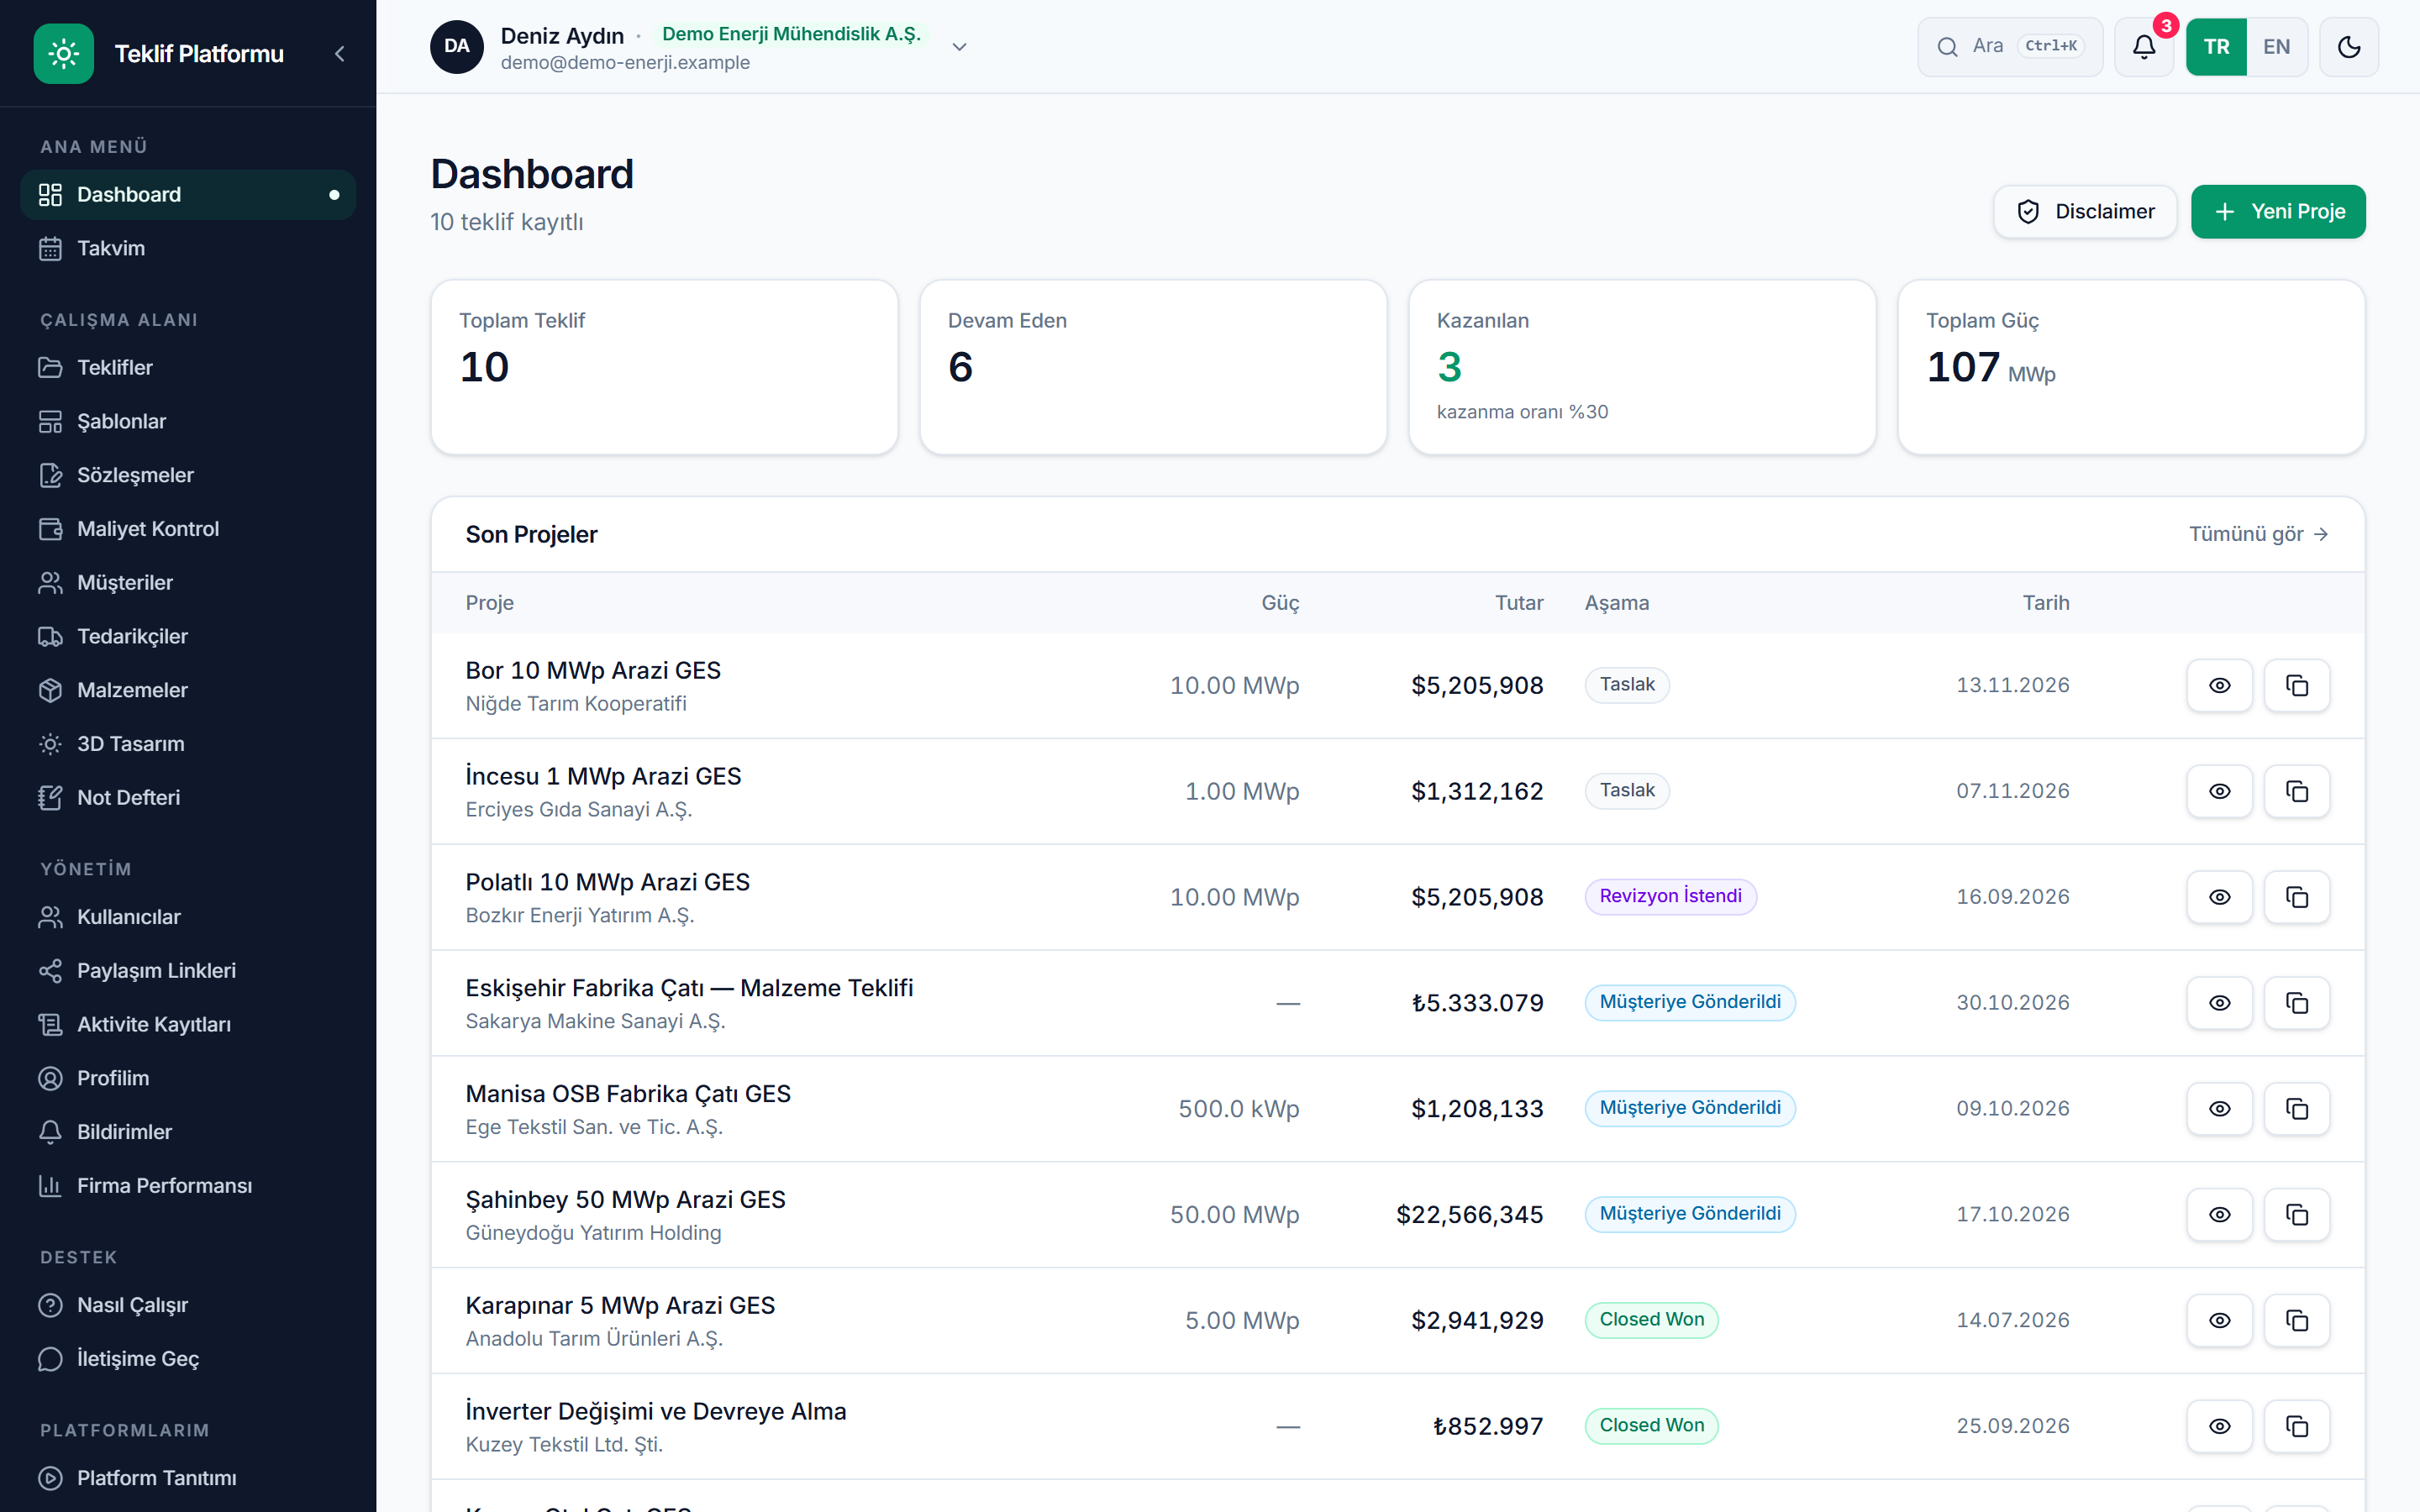 Teklif Platformu
ANA MENÜ
Dashboard
Takvim
ÇALIŞMA ALANI
Teklifler
Şablonlar
Sözleşmeler
Maliyet Kontrol
Müşteriler
Tedarikçiler
Malzemeler
3D Tasarım
Not Defteri
YÖNETİM
Kullanıcılar
Paylaşım Linkleri
Aktivite Kayıtları
Profilim
Bildirimler
Firma Performansı
DESTEK
Nasıl Çalışır
İletişime Geç
PLATFORMLARIM
Platform Tanıtımı
DA
Deniz Aydın · Demo Enerji Mühendislik A.Ş.
demo@demo-enerji.example
Ara Ctrl+K
3
TR EN
Dashboard
10 teklif kayıtlı
Disclaimer
Yeni Proje
Toplam Teklif
10
Devam Eden
6
Kazanılan
3
kazanma oranı %30
Toplam Güç
107 MWp
Son Projeler
Tümünü gör →
Proje Güç Tutar Aşama Tarih
Bor 10 MWp Arazi GES
Niğde Tarım Kooperatifi
10.00 MWp $5,205,908 Taslak 13.11.2026
İncesu 1 MWp Arazi GES
Erciyes Gıda Sanayi A.Ş.
1.00 MWp $1,312,162 Taslak 07.11.2026
Polatlı 10 MWp Arazi GES
Bozkır Enerji Yatırım A.Ş.
10.00 MWp $5,205,908 Revizyon İstendi 16.09.2026
Eskişehir Fabrika Çatı — Malzeme Teklifi
Sakarya Makine Sanayi A.Ş.
— ₺5.333.079 Müşteriye Gönderildi 30.10.2026
Manisa OSB Fabrika Çatı GES
Ege Tekstil San. ve Tic. A.Ş.
500.0 kWp $1,208,133 Müşteriye Gönderildi 09.10.2026
Şahinbey 50 MWp Arazi GES
Güneydoğu Yatırım Holding
50.00 MWp $22,566,345 Müşteriye Gönderildi 17.10.2026
Karapınar 5 MWp Arazi GES
Anadolu Tarım Ürünleri A.Ş.
5.00 MWp $2,941,929 Closed Won 14.07.2026
İnverter Değişimi ve Devreye Alma
Kuzey Tekstil Ltd. Şti.
— ₺852.997 Closed Won 25.09.2026